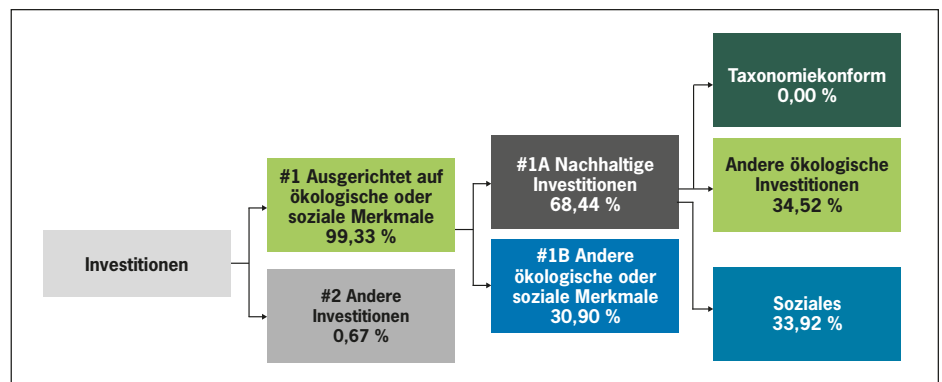 Investitionen
#1 Ausgerichtet auf
ökologische oder
soziale Merkmale
99,33 %
#2 Andere
Investitionen
0,67 %
#1A Nachhaltige
Investitionen
68,44 %
#1B Andere
ökologische oder
soziale Merkmale
30,90 %
Taxonomiekonform
0,00 %
Andere ökologische
Investitionen
34,52 %
Soziales
33,92 %